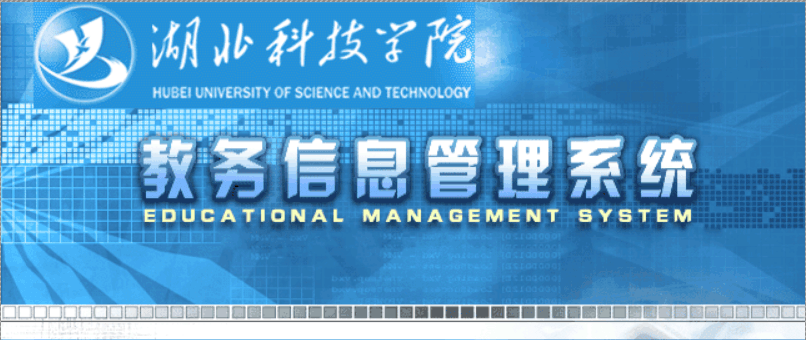 湖北科技学院
HUBEI UNIVERSITY OF SCIENCE AND TECHNOLOGY
教务信息管理系统
EDUCATIONAL MANAGEMENT SYSTEM